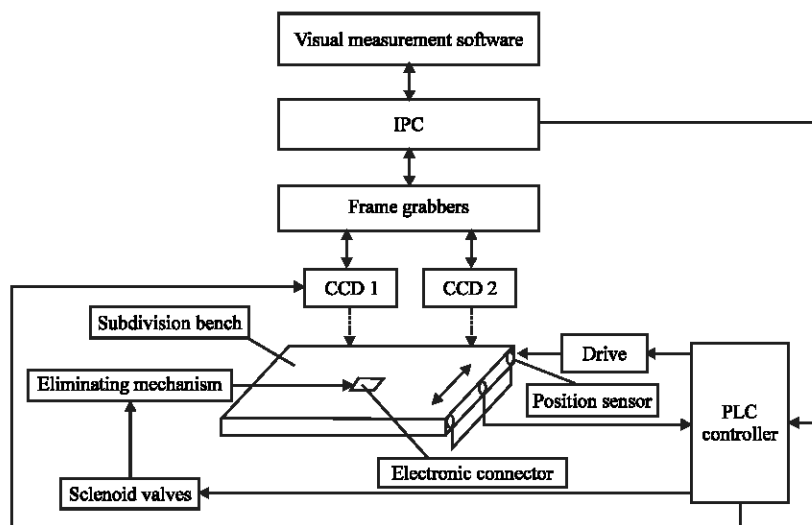 Visual measurement software
IPC
Frame grabbers
CCD 1
CCD 2
Subdivision bench
Drive
Eliminating mechanism
Position sensor
PLC
controller
Electronic connector
Sclenoid valves